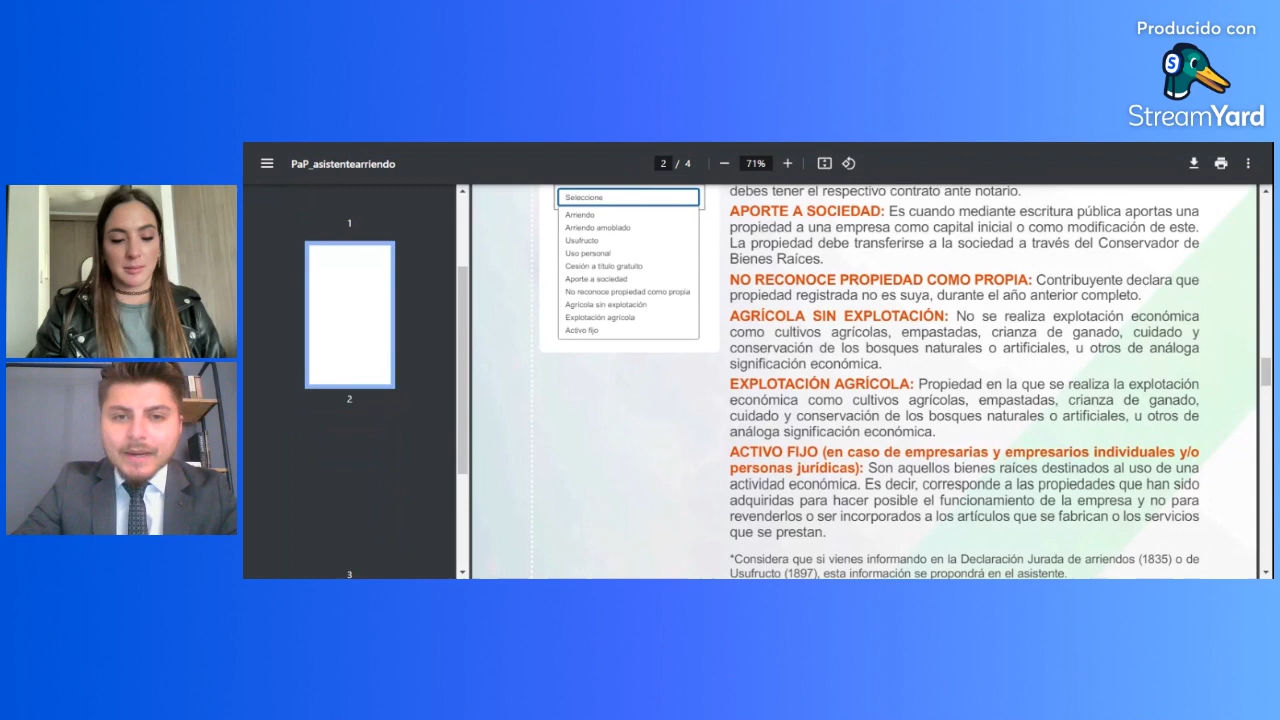 Producido con
StreamYard
PaP_asistentearriendo
2 / 4
71%
1
2
3
Seleccione
Arriendo
Arriendo amoblado
Usufructo
Uso personal
Cesión a título gratuito
Aporte a sociedad
No reconoce propiedad como propia
Agrícola sin explotación
Explotación agrícola
Activo fijo
debes tener el respectivo contrato ante notario.
APORTE A SOCIEDAD: Es cuando mediante escritura pública aportas una
propiedad a una empresa como capital inicial o como modificación de este.
La propiedad debe transferirse a la sociedad a través del Conservador de
Bienes Raíces.
NO RECONOCE PROPIEDAD COMO PROPIA: Contribuyente declara que
propiedad registrada no es suya, durante el año anterior completo.
AGRÍCOLA SIN EXPLOTACIÓN: No se realiza explotación económica
como cultivos agrícolas, empastadas, crianza de ganado, cuidado y
conservación de los bosques naturales o artificiales, u otros de análoga
significación económica.
EXPLOTACIÓN AGRÍCOLA: Propiedad en la que se realiza la explotación
económica como cultivos agrícolas, empastadas, crianza de ganado,
cuidado y conservación de los bosques naturales o artificiales, u otros de
análoga significación económica.
ACTIVO FIJO (en caso de empresarias y empresarios individuales y/o
personas jurídicas): Son aquellos bienes raíces destinados al uso de una
actividad económica. Es decir, corresponde a las propiedades que han sido
adquiridas para hacer posible el funcionamiento de la empresa y no para
revenderlos o ser incorporados a los artículos que se fabrican o los servicios
que se prestan.
*Considera que si vienes informando en la Declaración Jurada de arriendos (1835) o de
Usufructo (1897), esta información se propondrá en el asistente.